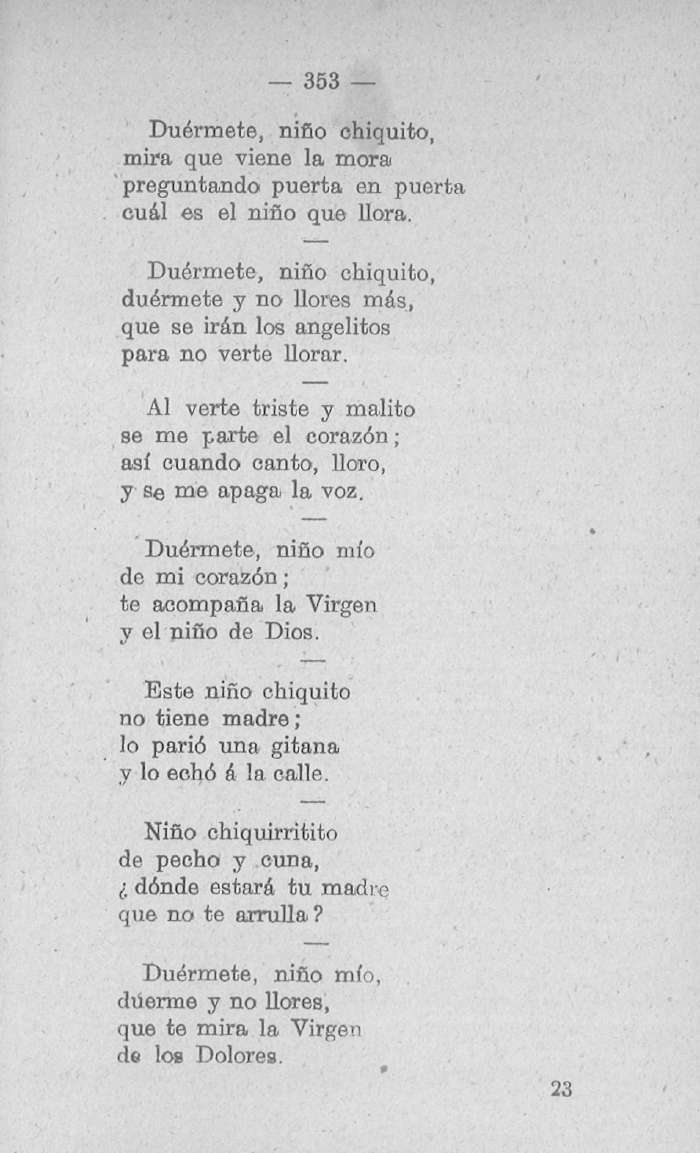 — 353 —
Duérmete, niño chiquito,
mira que viene la mora
preguntando puerta en puerta
cuál es el niño que llora.
Duérmete, niño chiquito,
duérmete y no llores más,
que se irán los angelitos
para no verte llorar.
Al verte triste y malito
se me parte el corazón;
así cuando canto, lloro,
y se me apaga la voz.
Duérmete, niño mío
de mi corazón;
te acompaña la Virgen
y el niño de Dios.
Este niño chiquito
no tiene madre;
lo parió una gitana
y lo echó á la calle.
Niño chiquirritito
de pecho y cuna,
¿dónde estará tu madre
que no te arrulla?
Duérmete, niño mío,
duerme y no llores,
que te mira la Virgen
de los Dolores.
23